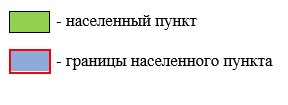 - населенный пункт
- границы населенного пункта